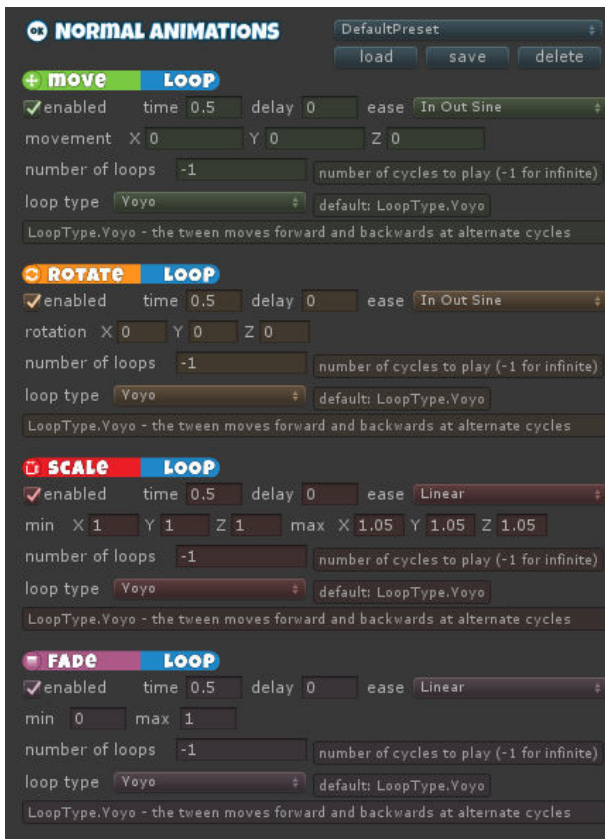 OK NORMAL ANIMATIONS DefaultPreset
load save delete
move LOOP
enabled time 0.5 delay 0 ease In Out Sine
movement X 0 Y 0 Z 0
number of loops -1 number of cycles to play (-1 for infinite)
loop type Yoyo default: LoopType.Yoyo
LoopType.Yoyo - the tween moves forward and backwards at alternate cycles
ROTATE LOOP
enabled time 0.5 delay 0 ease In Out Sine
rotation X 0 Y 0 Z 0
number of loops -1 number of cycles to play (-1 for infinite)
loop type Yoyo default: LoopType.Yoyo
LoopType.Yoyo - the tween moves forward and backwards at alternate cycles
SCALE LOOP
enabled time 0.5 delay 0 ease Linear
min X 1 Y 1 Z 1 max X 1.05 Y 1.05 Z 1.05
number of loops -1 number of cycles to play (-1 for infinite)
loop type Yoyo default: LoopType.Yoyo
LoopType.Yoyo - the tween moves forward and backwards at alternate cycles
FADE LOOP
enabled time 0.5 delay 0 ease Linear
min 0 max 1
number of loops -1 number of cycles to play (-1 for infinite)
loop type Yoyo default: LoopType.Yoyo
LoopType.Yoyo - the tween moves forward and backwards at alternate cycles